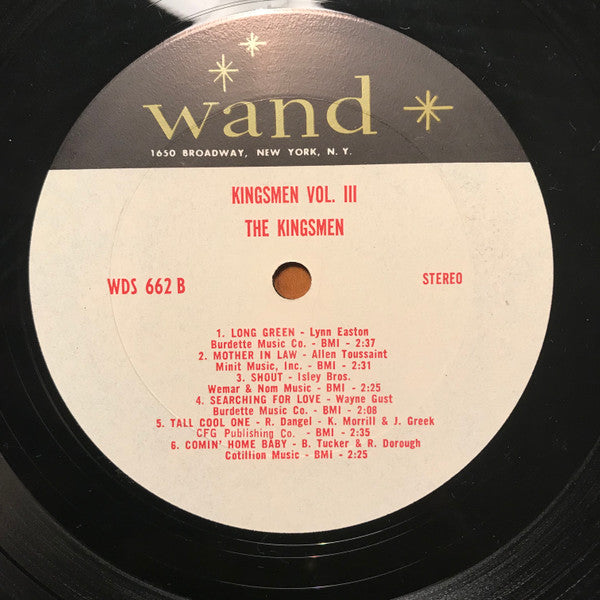 wand
1650 BROADWAY, NEW YORK, N. Y.
KINGSMEN VOL. III
THE KINGSMEN
WDS 662 B
STEREO
1. LONG GREEN - Lynn Easton
Burdette Music Co. - BMI - 2:37
2. MOTHER IN LAW - Allen Toussaint
Minit Music, Inc. - BMI - 2:31
3. SHOUT - Isley Bros.
Wemar & Nom Music - BMI - 2:25
4. SEARCHING FOR LOVE - Wayne Gust
Burdette Music Co. - BMI - 2:08
5. TALL COOL ONE - R. Dangel - K. Morrill & J. Greek
CFG Publishing Co. - BMI - 2:35
6. COMIN' HOME BABY - B. Tucker & R. Dorough
Cotillion Music - BMI - 2:25